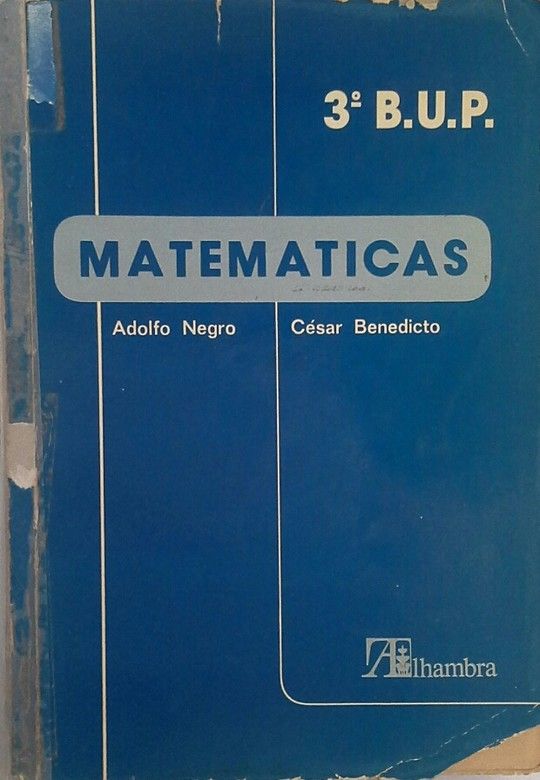 3º B.U.P.
MATEMATICAS
Adolfo Negro César Benedicto
Alhambra